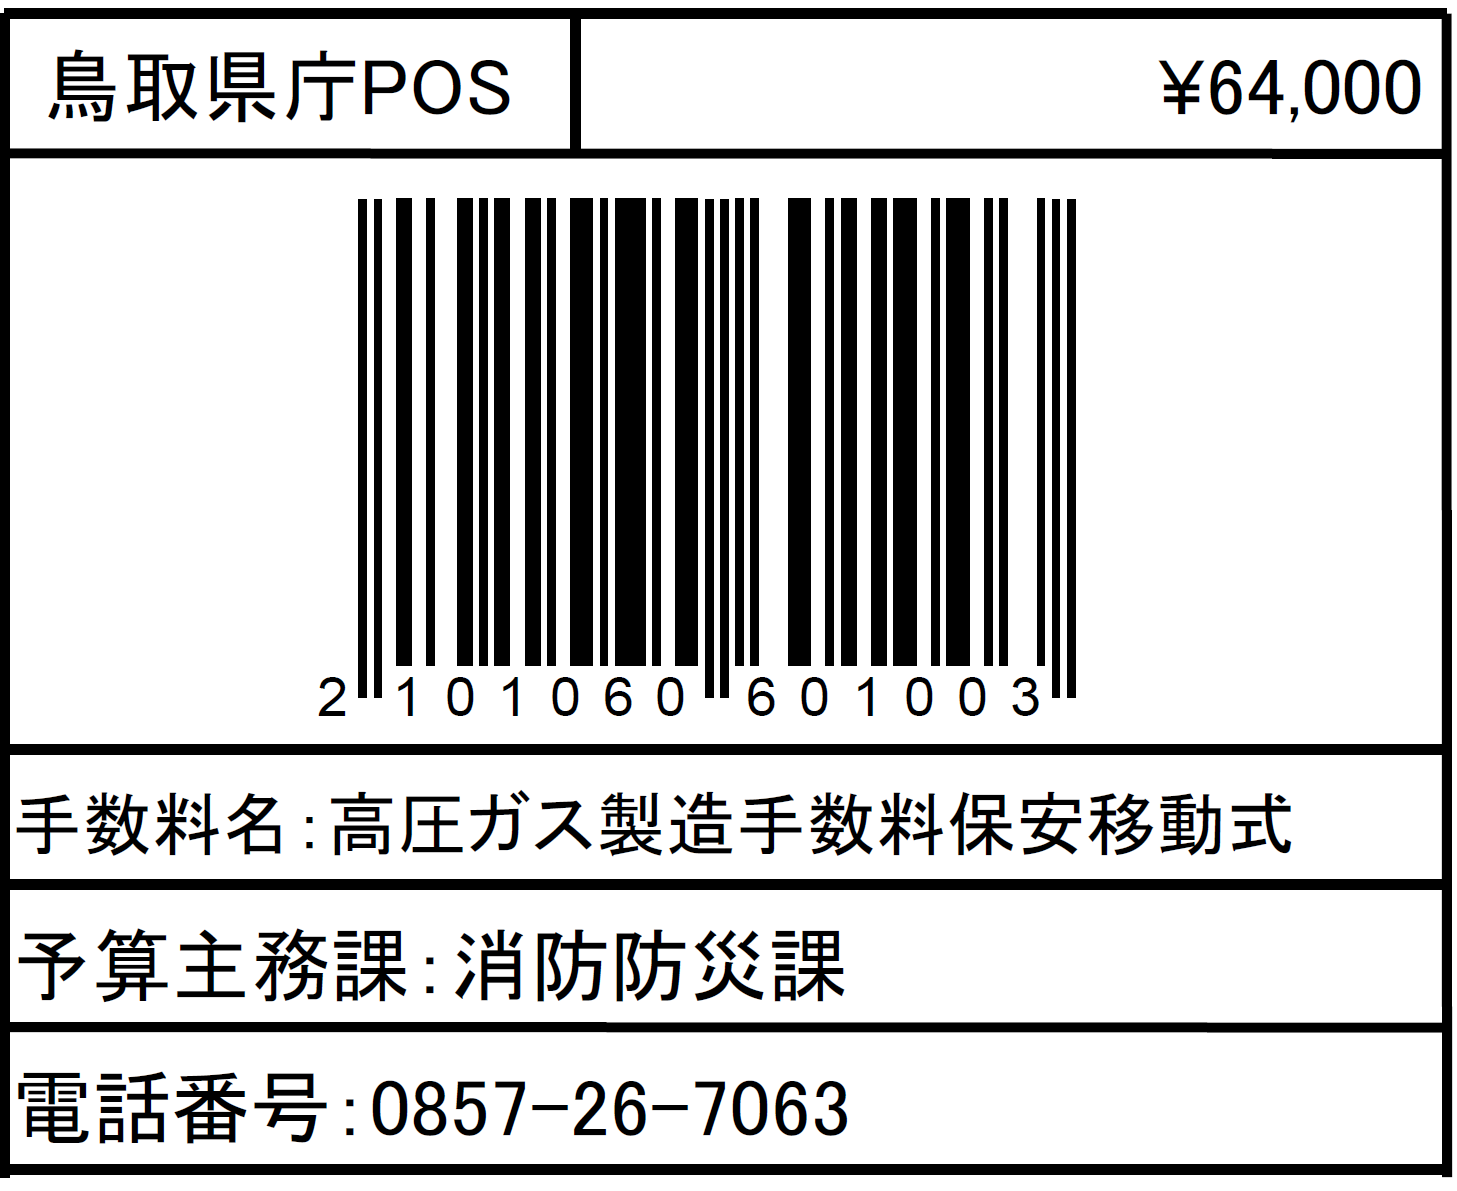 鳥取県庁POS
¥64,000
2 101060 601003
手数料名:高圧ガス製造手数料保安移動式
予算主務課:消防防災課
電話番号:0857-26-7063